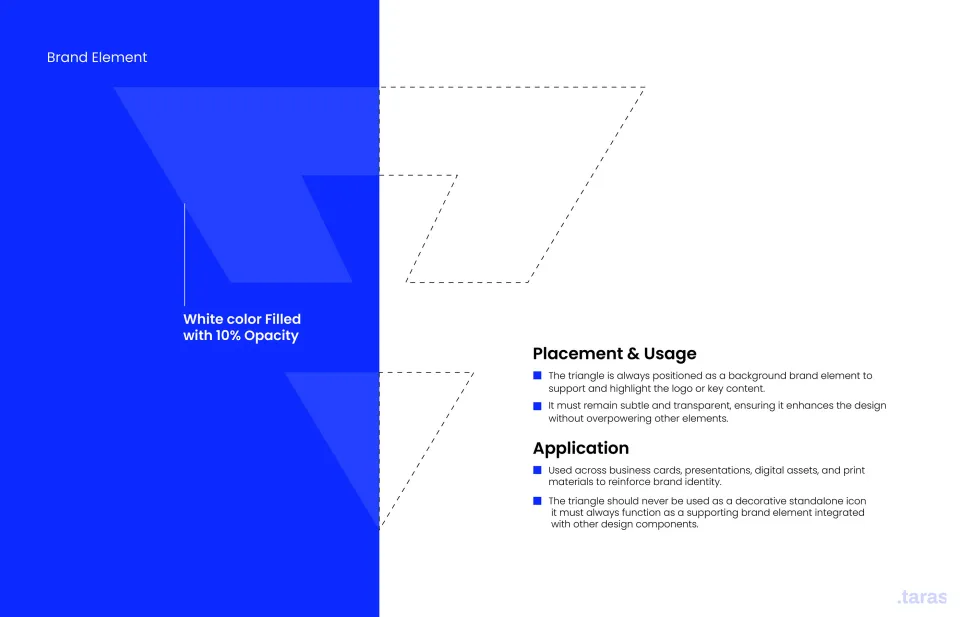 Brand Element
White color Filled
with 10% Opacity
Placement & Usage
The triangle is always positioned as a background brand element to
support and highlight the logo or key content.
It must remain subtle and transparent, ensuring it enhances the design
without overpowering other elements.
Application
Used across business cards, presentations, digital assets, and print
materials to reinforce brand identity.
The triangle should never be used as a decorative standalone icon
it must always function as a supporting brand element integrated
with other design components.
.taras